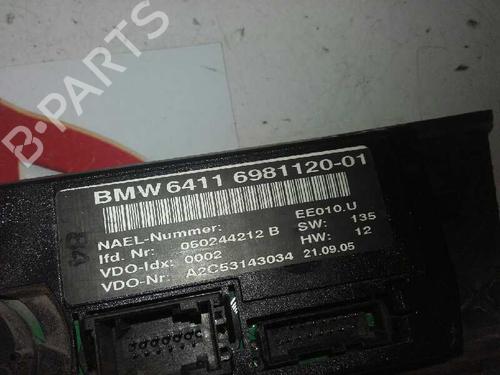 B-PARTS
BMW 6411 6981120-01
NAEL-Nummer: EE010.U
lfd. Nr: 050244212 B SW: 135
VDO-Idx: 0002 HW: 12
VDO-Nr: A2C53143034 21.09.05